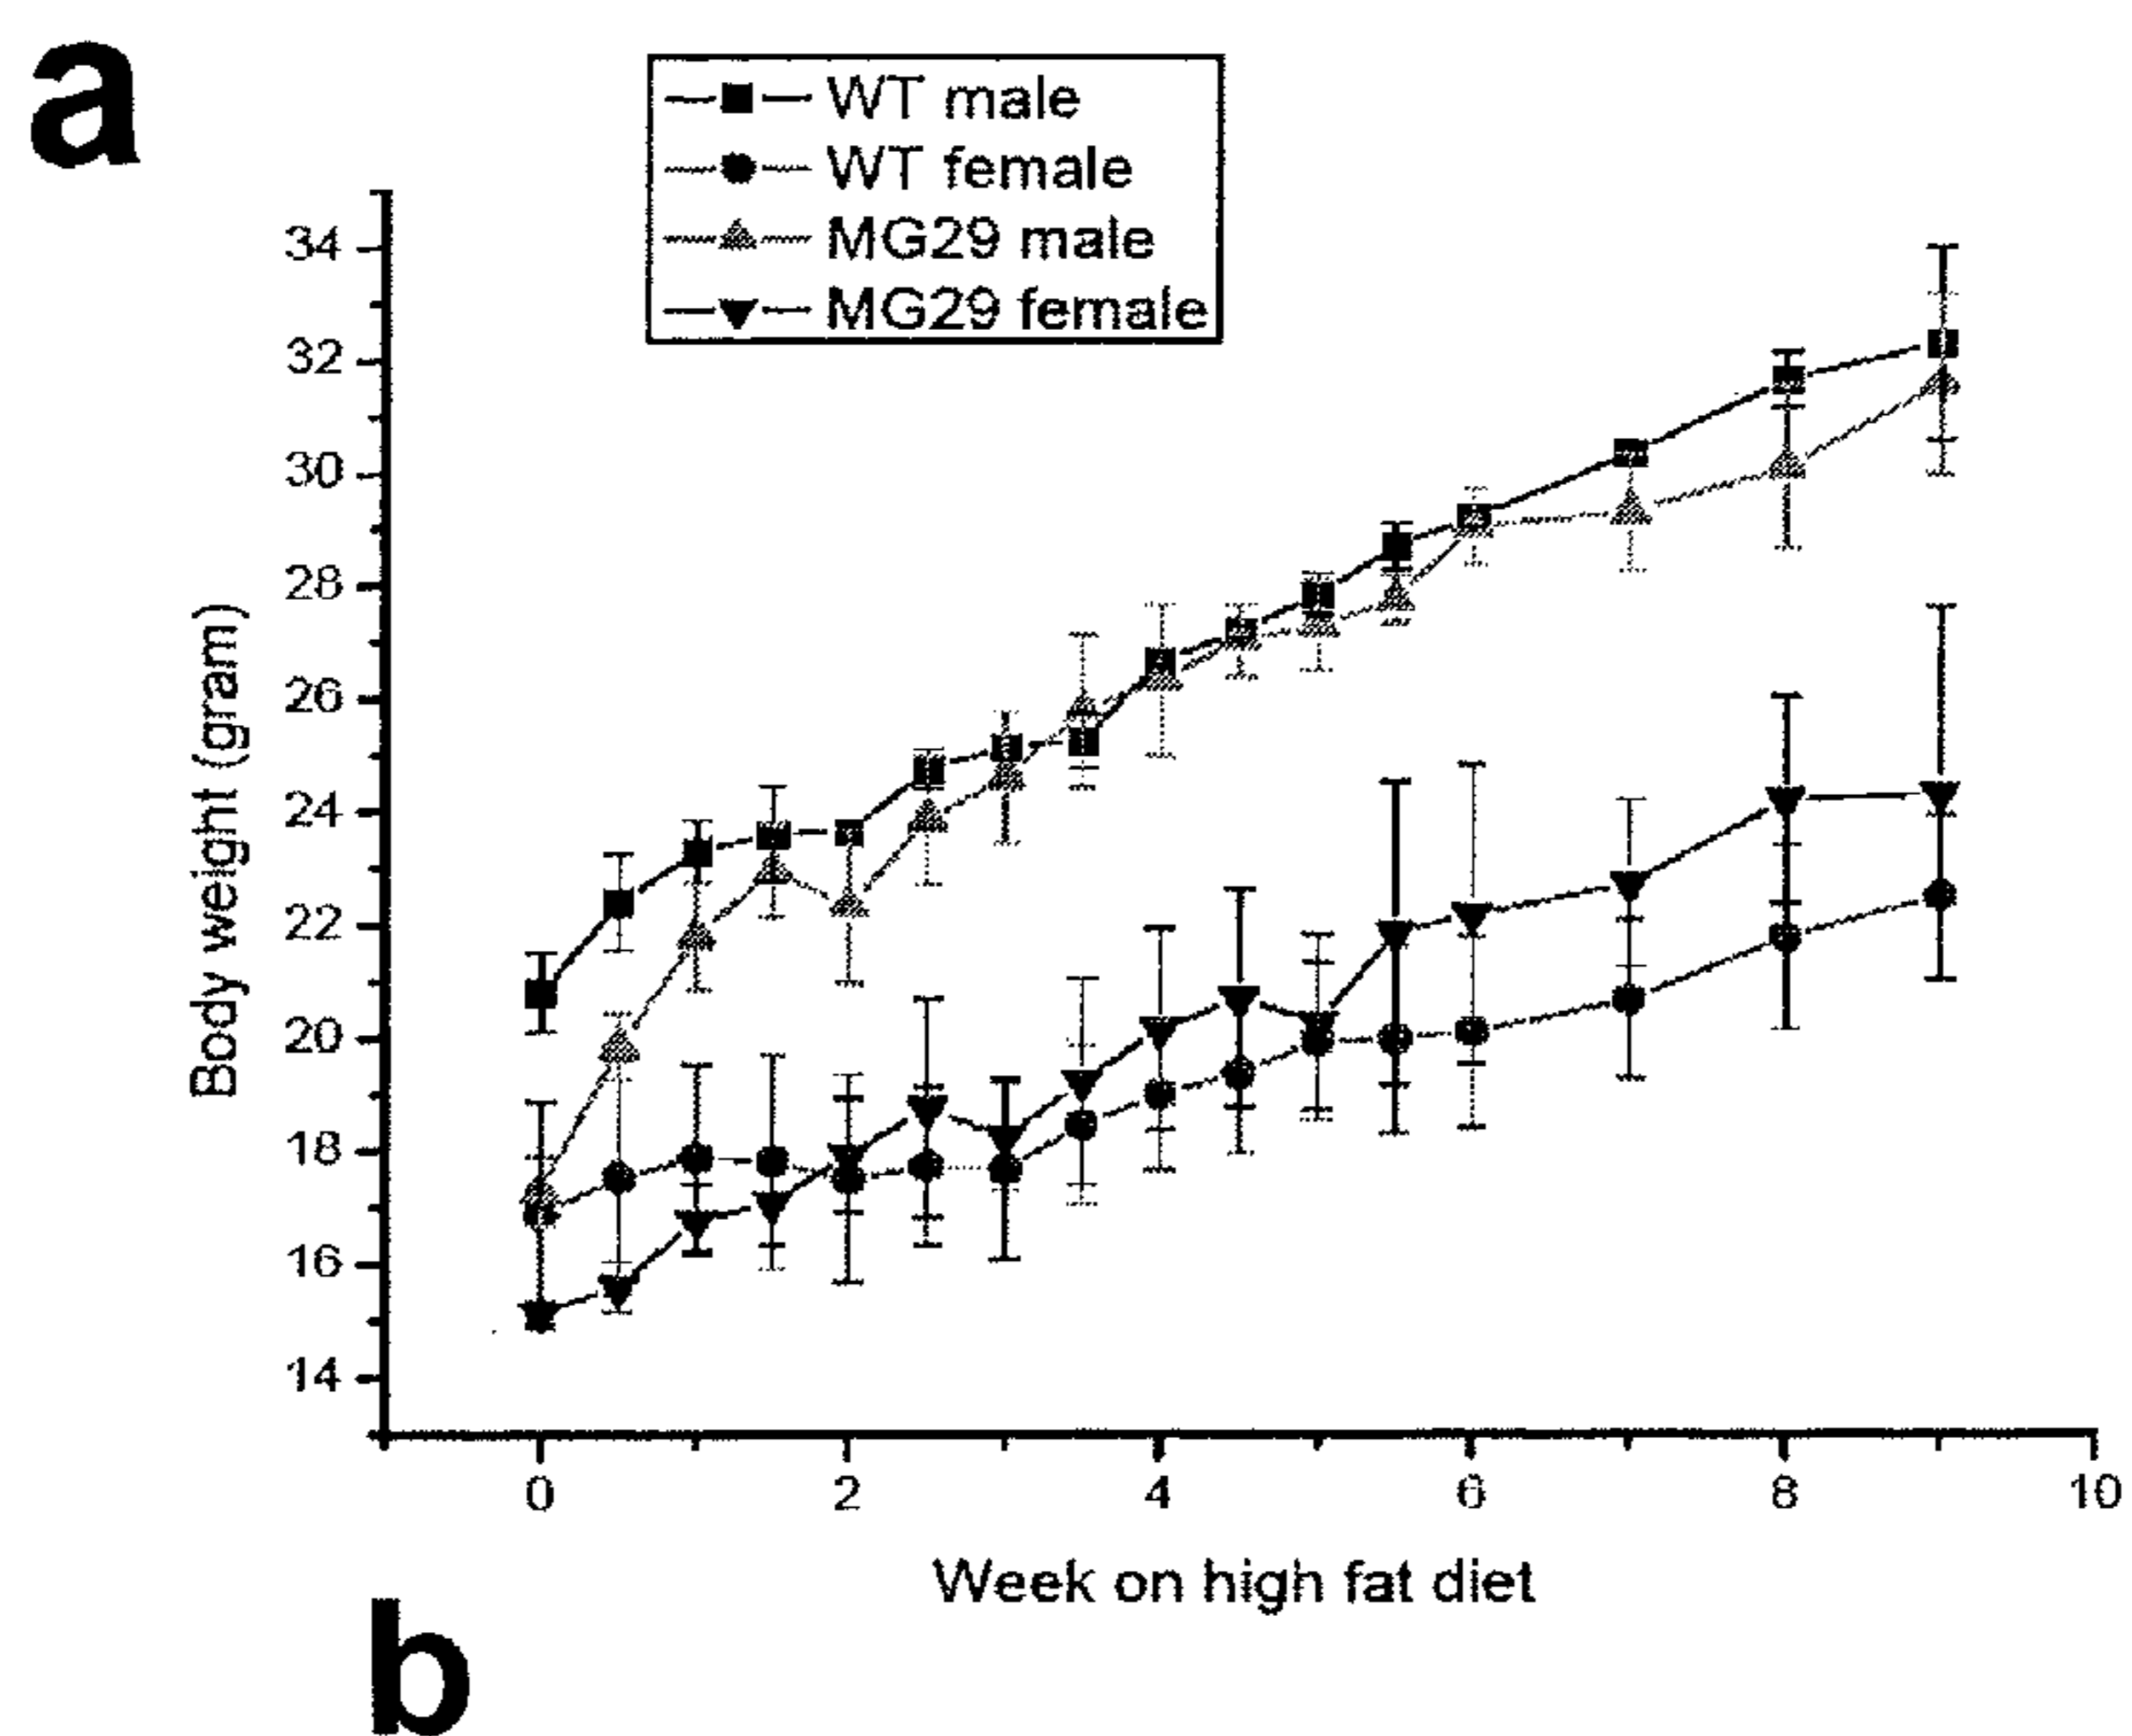 a
WT male
WT female
MG29 male
MG29 female
34
32
30
28
26
24
22
20
18
16
14
Body weight (gram)
0 2 4 6 8 10
Week on high fat diet
b